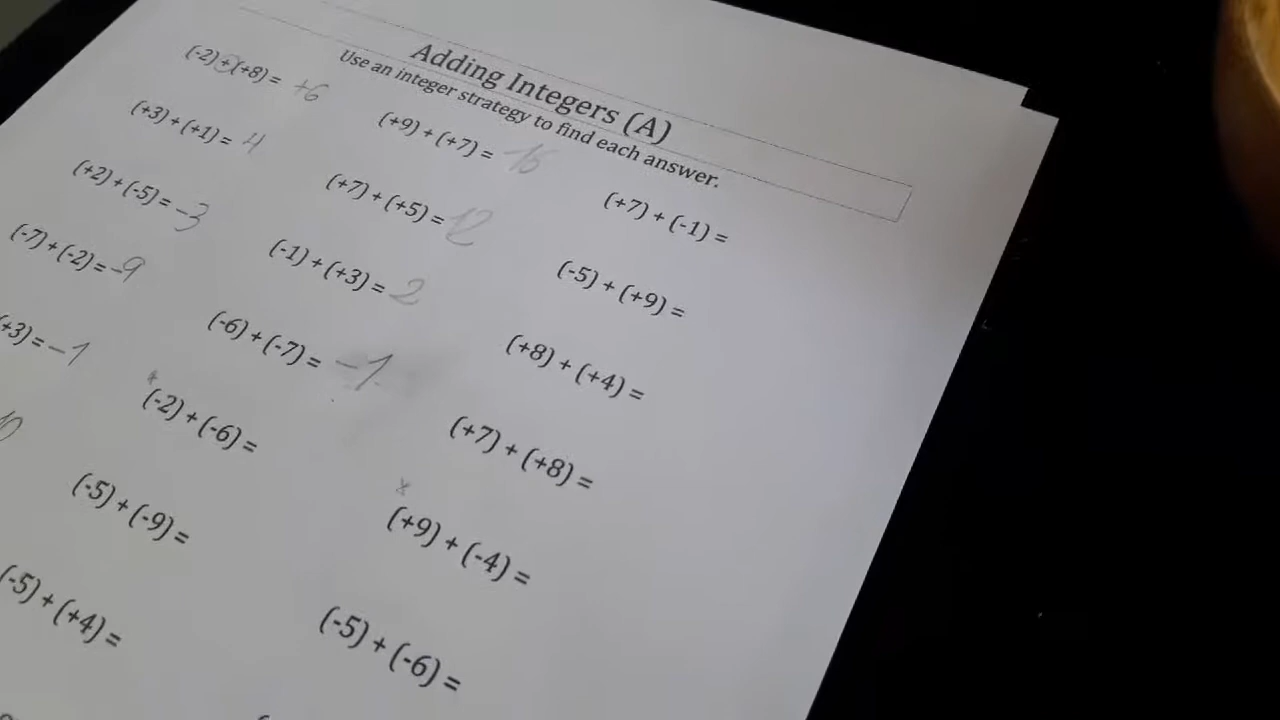 Adding Integers (A)
Use an integer strategy to find each answer.
(-2) + (+8) = +6
(+9) + (+7) = 16
(+7) + (-1) =
(+3) + (+1) = 4
(+7) + (+5) = 12
(-5) + (+9) =
(+2) + (-5) = -3
(-1) + (+3) = 2
(+8) + (+4) =
(-7) + (-2) = -9
(-6) + (-7) = -1
(+7) + (+8) =
(+3) = -1
(-2) + (-6) =
(+9) + (-4) =
10
(-5) + (-9) =
(-5) + (-6) =
(-5) + (+4) =